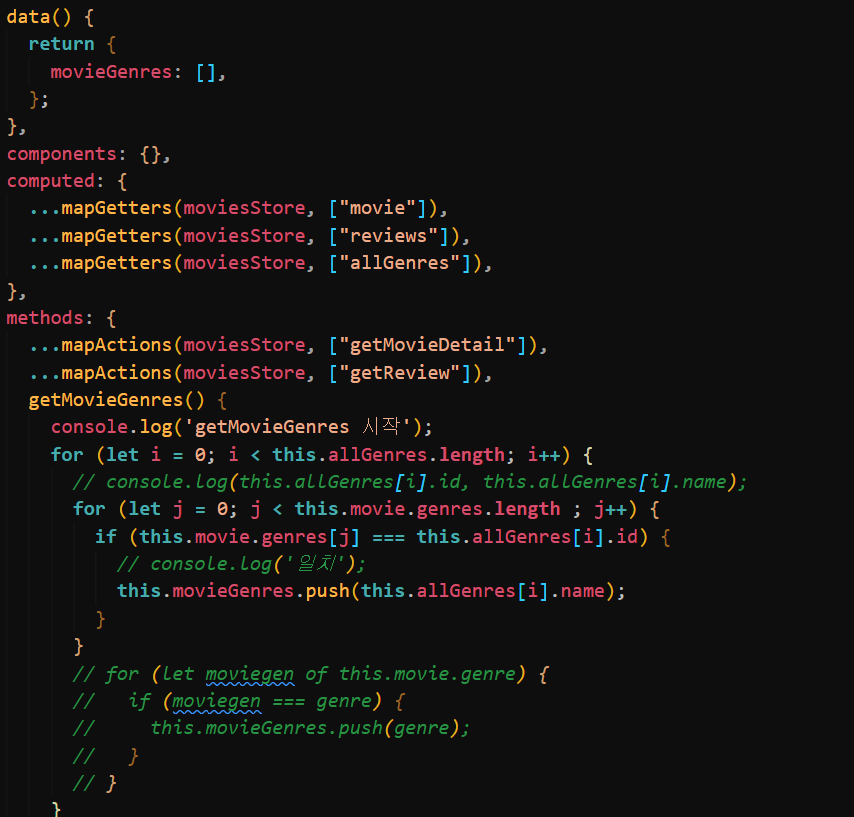 data() {
return {
movieGenres: [],
};
},
components: {},
computed: {
...mapGetters(moviesStore, ["movie"]),
...mapGetters(moviesStore, ["reviews"]),
...mapGetters(moviesStore, ["allGenres"]),
},
methods: {
...mapActions(moviesStore, ["getMovieDetail"]),
...mapActions(moviesStore, ["getReview"]),
getMovieGenres() {
console.log('getMovieGenres 시작');
for (let i = 0; i < this.allGenres.length; i++) {
// console.log(this.allGenres[i].id, this.allGenres[i].name);
for (let j = 0; j < this.movie.genres.length ; j++) {
if (this.movie.genres[j] === this.allGenres[i].id) {
// console.log('일치');
this.movieGenres.push(this.allGenres[i].name);
}
}
// for (let moviegen of this.movie.genre) {
//   if (moviegen === genre) {
//     this.movieGenres.push(genre);
//   }
// }
}